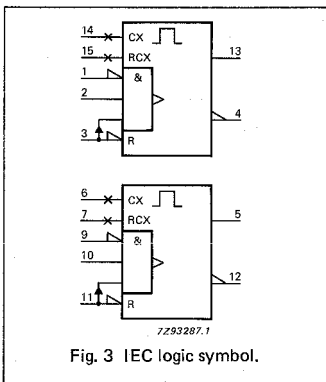 14 CX 13
15 RCX
1 &
2
4
3 R
6 CX
7 RCX 5
9 &
10
12
11 R
7Z93287.1
Fig. 3 IEC logic symbol.